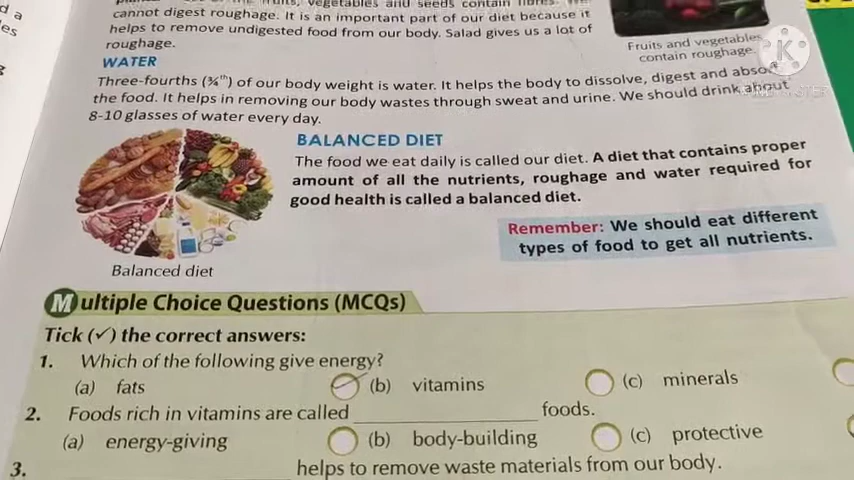 vegetables and seeds contain fibres. We
cannot digest roughage. It is an important part of our diet because it
helps to remove undigested food from our body. Salad gives us a lot of
roughage.
Fruits and vegetables
contain roughage
WATER
Three-fourths (¾th) of our body weight is water. It helps the body to dissolve, digest and absorb
the food. It helps in removing our body wastes through sweat and urine. We should drink about
8-10 glasses of water every day.
BALANCED DIET
The food we eat daily is called our diet. A diet that contains proper
amount of all the nutrients, roughage and water required for
good health is called a balanced diet.
Remember: We should eat different
types of food to get all nutrients.
Balanced diet
Multiple Choice Questions (MCQs)
Tick (✓) the correct answers:
1. Which of the following give energy?
(a) fats (b) vitamins (c) minerals
2. Foods rich in vitamins are called ________ foods.
(a) energy-giving (b) body-building (c) protective
3. ________ helps to remove waste materials from our body.